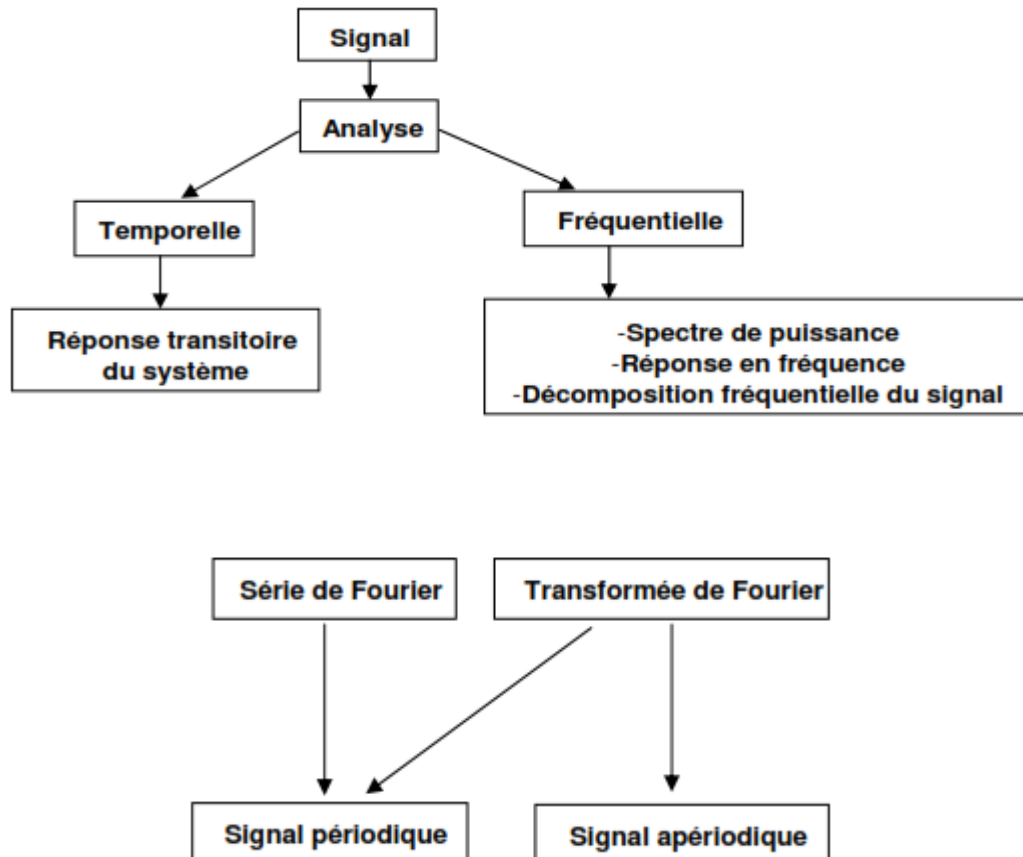 Signal
Analyse
Temporelle
Fréquentielle
Réponse transitoire
du système
-Spectre de puissance
-Réponse en fréquence
-Décomposition fréquentielle du signal
Série de Fourier
Transformée de Fourier
Signal périodique
Signal apériodique